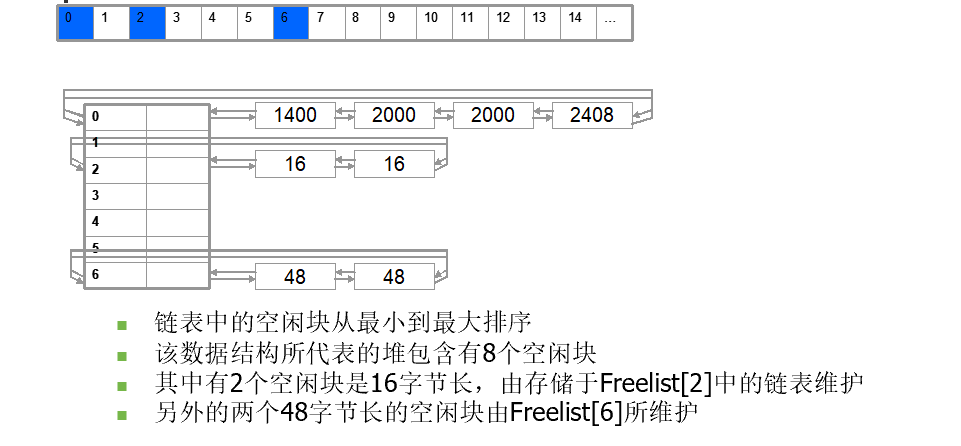 0 1 2 3 4 5 6 7 8 9 10 11 12 13 14 ...
0 1400 2000 2000 2408
1
2 16 16
3
4
5
6 48 48
链表中的空闲块从最小到最大排序
该数据结构所代表的堆包含有8个空闲块
其中有2个空闲块是16字节长，由存储于Freelist[2]中的链表维护
另外的两个48字节长的空闲块由Freelist[6]所维护